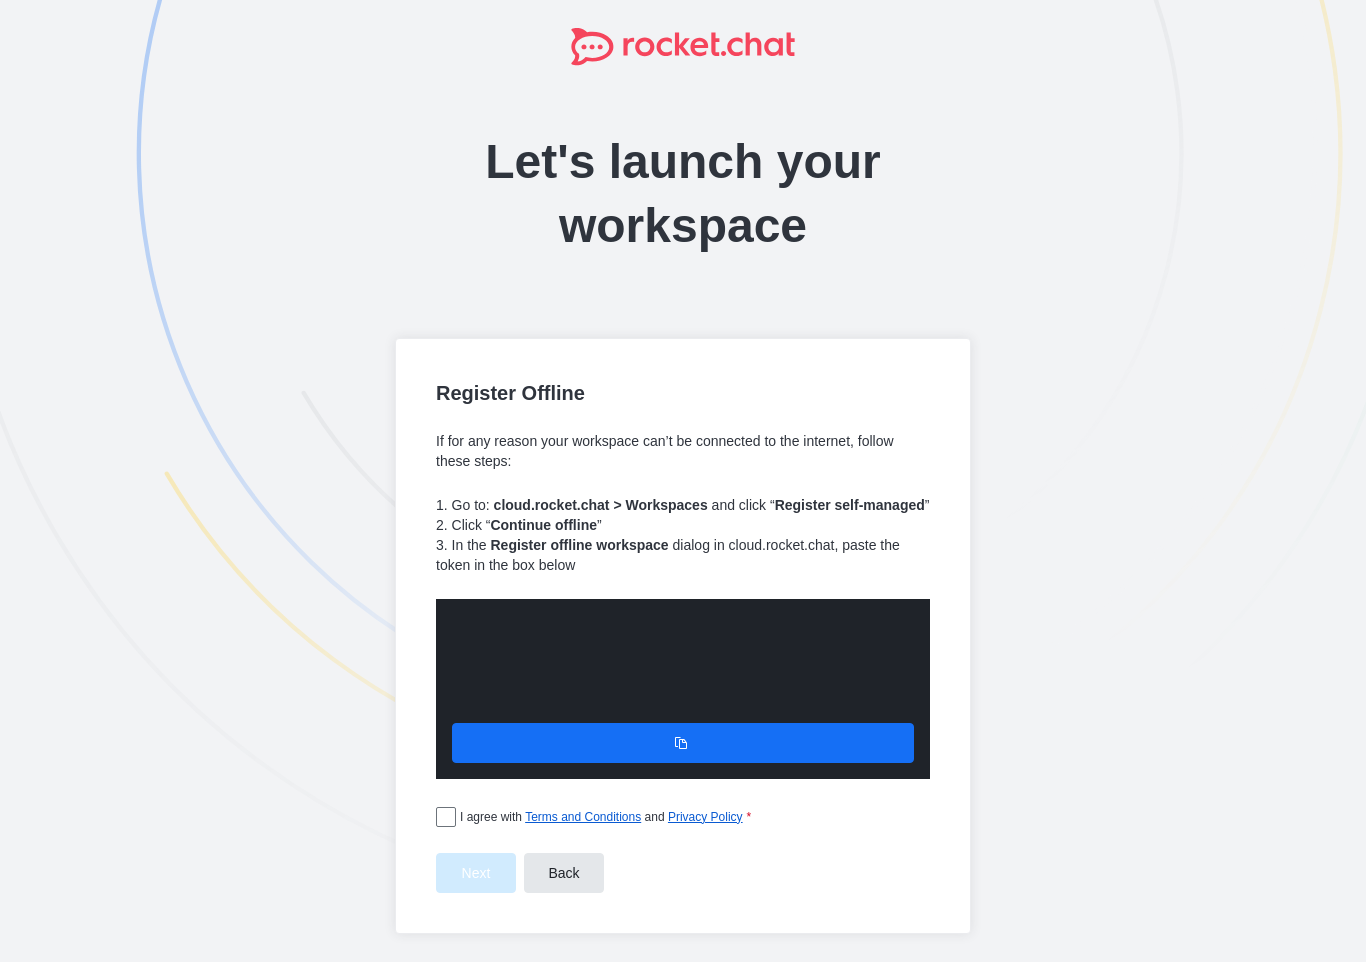 rocket.chat
Let's launch your
workspace
Register Offline
If for any reason your workspace can’t be connected to the internet, follow
these steps:
1. Go to: cloud.rocket.chat > Workspaces and click “Register self-managed”
2. Click “Continue offline”
3. In the Register offline workspace dialog in cloud.rocket.chat, paste the
token in the box below
I agree with Terms and Conditions and Privacy Policy *
Next Back